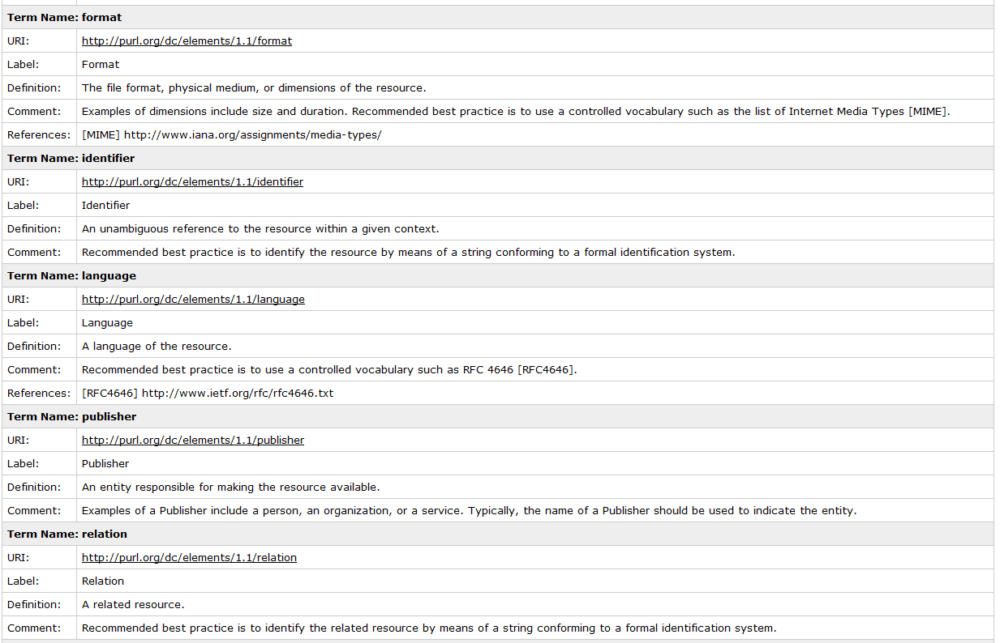 Term Name: format
URI: http://purl.org/dc/elements/1.1/format
Label: Format
Definition: The file format, physical medium, or dimensions of the resource.
Comment: Examples of dimensions include size and duration. Recommended best practice is to use a controlled vocabulary such as the list of Internet Media Types [MIME].
References: [MIME] http://www.iana.org/assignments/media-types/
Term Name: identifier
URI: http://purl.org/dc/elements/1.1/identifier
Label: Identifier
Definition: An unambiguous reference to the resource within a given context.
Comment: Recommended best practice is to identify the resource by means of a string conforming to a formal identification system.
Term Name: language
URI: http://purl.org/dc/elements/1.1/language
Label: Language
Definition: A language of the resource.
Comment: Recommended best practice is to use a controlled vocabulary such as RFC 4646 [RFC4646].
References: [RFC4646] http://www.ietf.org/rfc/rfc4646.txt
Term Name: publisher
URI: http://purl.org/dc/elements/1.1/publisher
Label: Publisher
Definition: An entity responsible for making the resource available.
Comment: Examples of a Publisher include a person, an organization, or a service. Typically, the name of a Publisher should be used to indicate the entity.
Term Name: relation
URI: http://purl.org/dc/elements/1.1/relation
Label: Relation
Definition: A related resource.
Comment: Recommended best practice is to identify the related resource by means of a string conforming to a formal identification system.